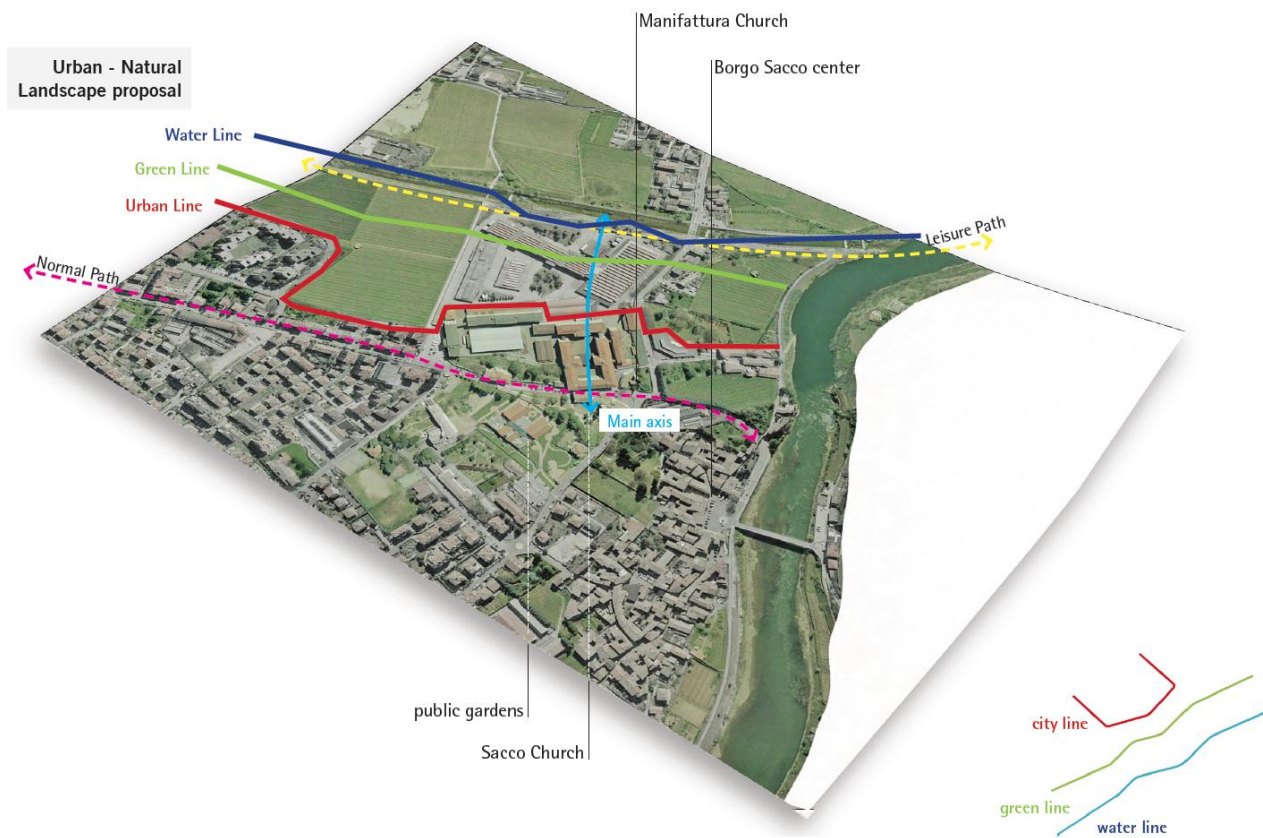 Manifattura Church
Urban - Natural
Landscape proposal
Borgo Sacco center
Water Line
Green Line
Urban Line
Leisure Path
Normal Path
Main axis
public gardens
Sacco Church
city line
green line
water line